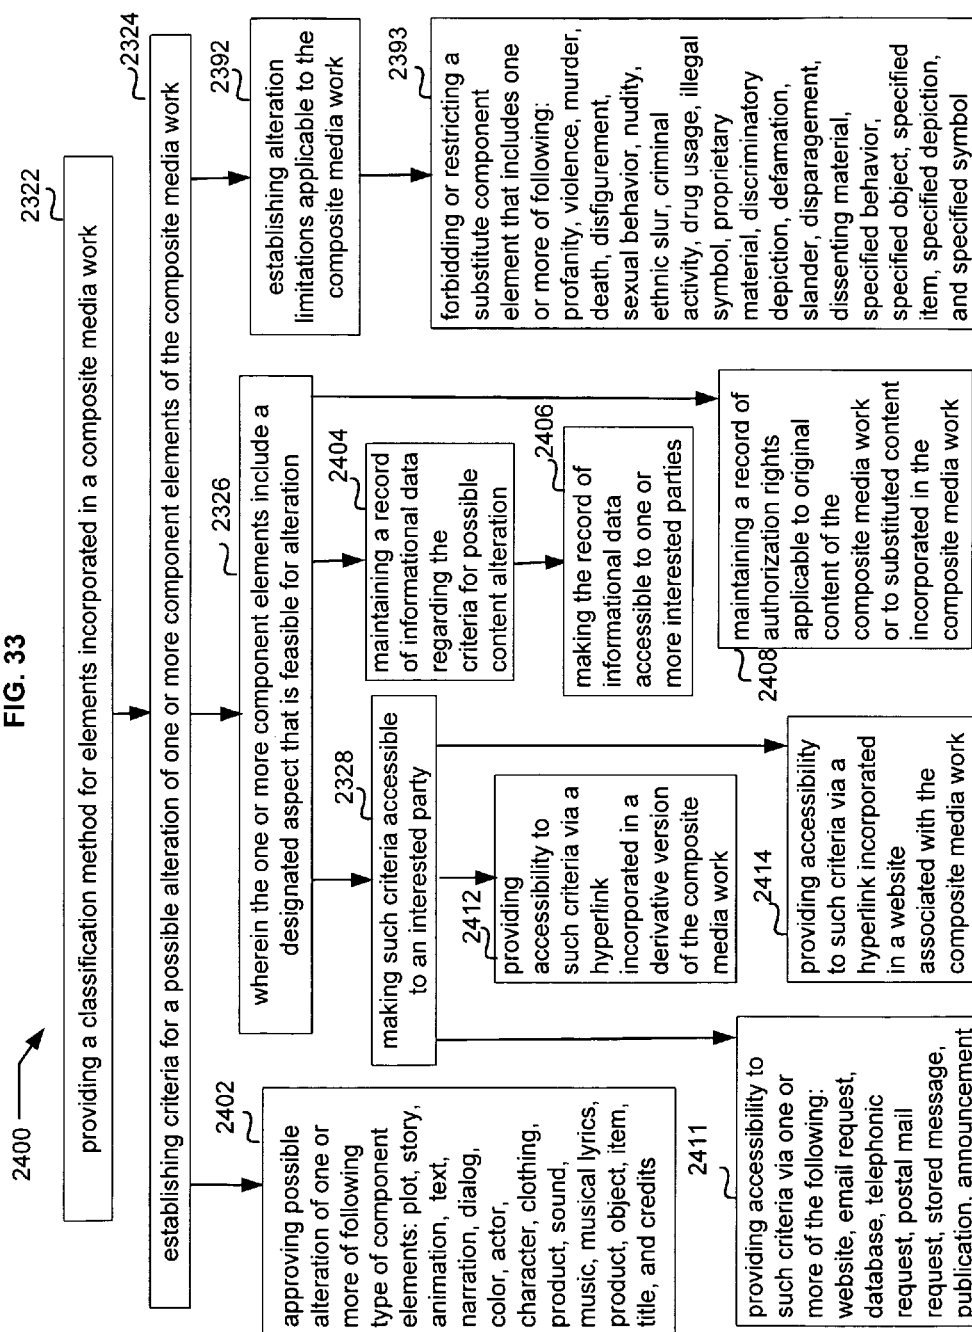 FIG. 33
2400
2322
providing a classification method for elements incorporated in a composite media work
2324
establishing criteria for a possible alteration of one or more component elements of the composite media work
2402
approving possible
alteration of one or
more of following
type of component
elements: plot, story,
animation, text,
narration, dialog,
color, actor,
character, clothing,
product, sound,
music, musical lyrics,
product, object, item,
title, and credits
2326
wherein the one or more component elements include a
designated aspect that is feasible for alteration
2392
establishing alteration
limitations applicable to the
composite media work
2393
forbidding or restricting a
substitute component
element that includes one
or more of following:
profanity, violence, murder,
death, disfigurement,
sexual behavior, nudity,
ethnic slur, criminal
activity, drug usage, illegal
symbol, proprietary
material, discriminatory
depiction, defamation,
slander, disparagement,
dissenting material,
specified behavior,
specified object, specified
item, specified depiction,
and specified symbol
2328
making such criteria accessible
to an interested party
2404
maintaining a record
of informational data
regarding the
criteria for possible
content alteration
2406
making the record of
informational data
accessible to one or
more interested parties
2411
providing accessibility to
such criteria via one or
more of the following:
website, email request,
database, telephonic
request, postal mail
request, stored message,
publication, announcement
2412
providing
accessibility to
such criteria via a
hyperlink
incorporated in a
derivative version
of the composite
media work
2414
providing accessibility
to such criteria via a
hyperlink incorporated
in a website
associated with the
composite media work
2408
maintaining a record of
authorization rights
applicable to original
content of the
composite media work
or to substituted content
incorporated in the
composite media work